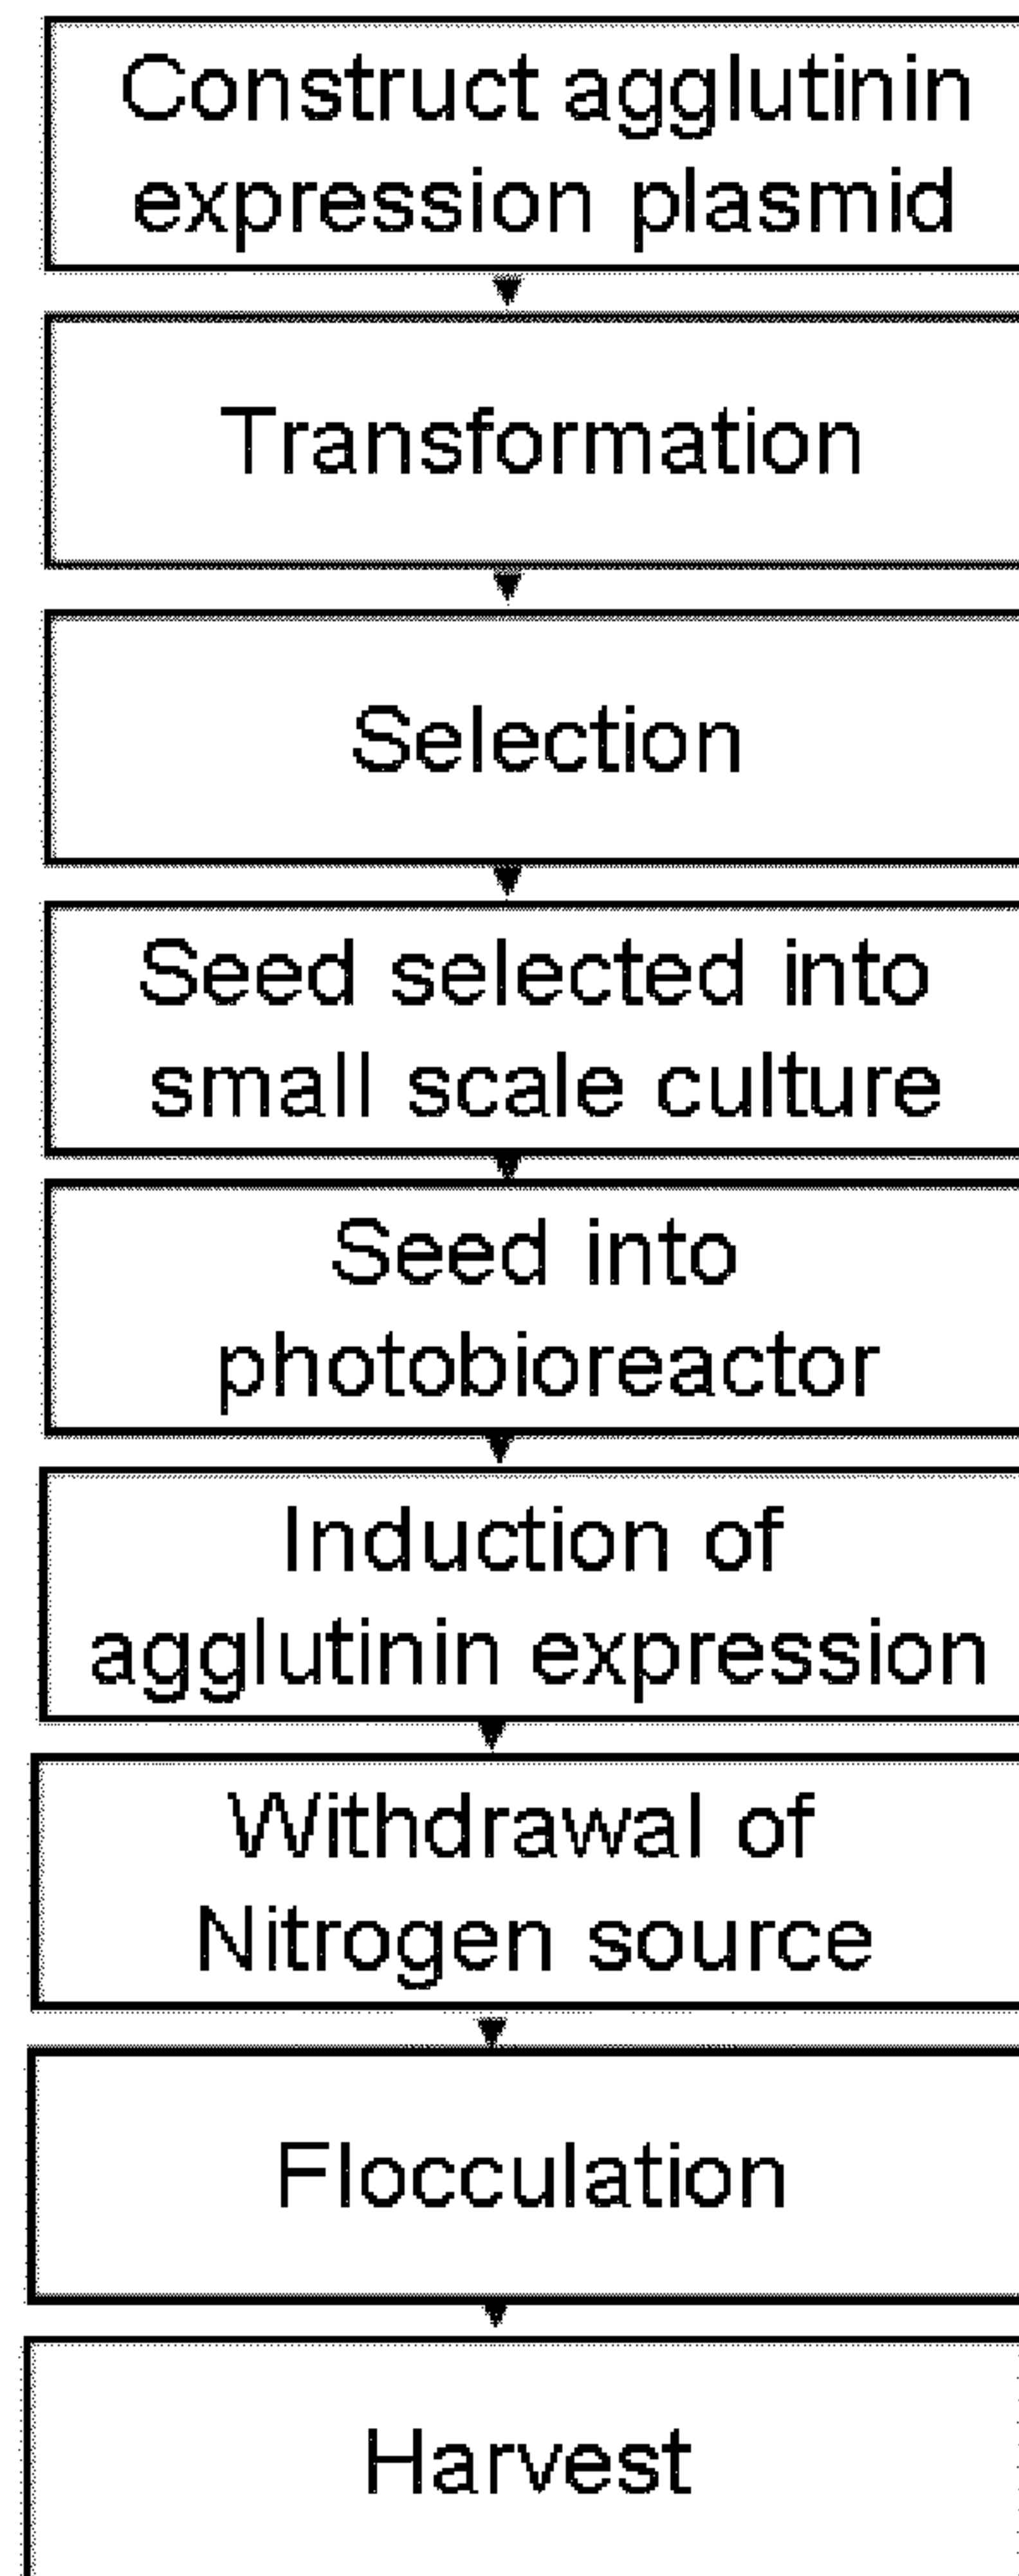 Construct agglutinin
expression plasmid
Transformation
Selection
Seed selected into
small scale culture
Seed into
photobioreactor
Induction of
agglutinin expression
Withdrawal of
Nitrogen source
Flocculation
Harvest